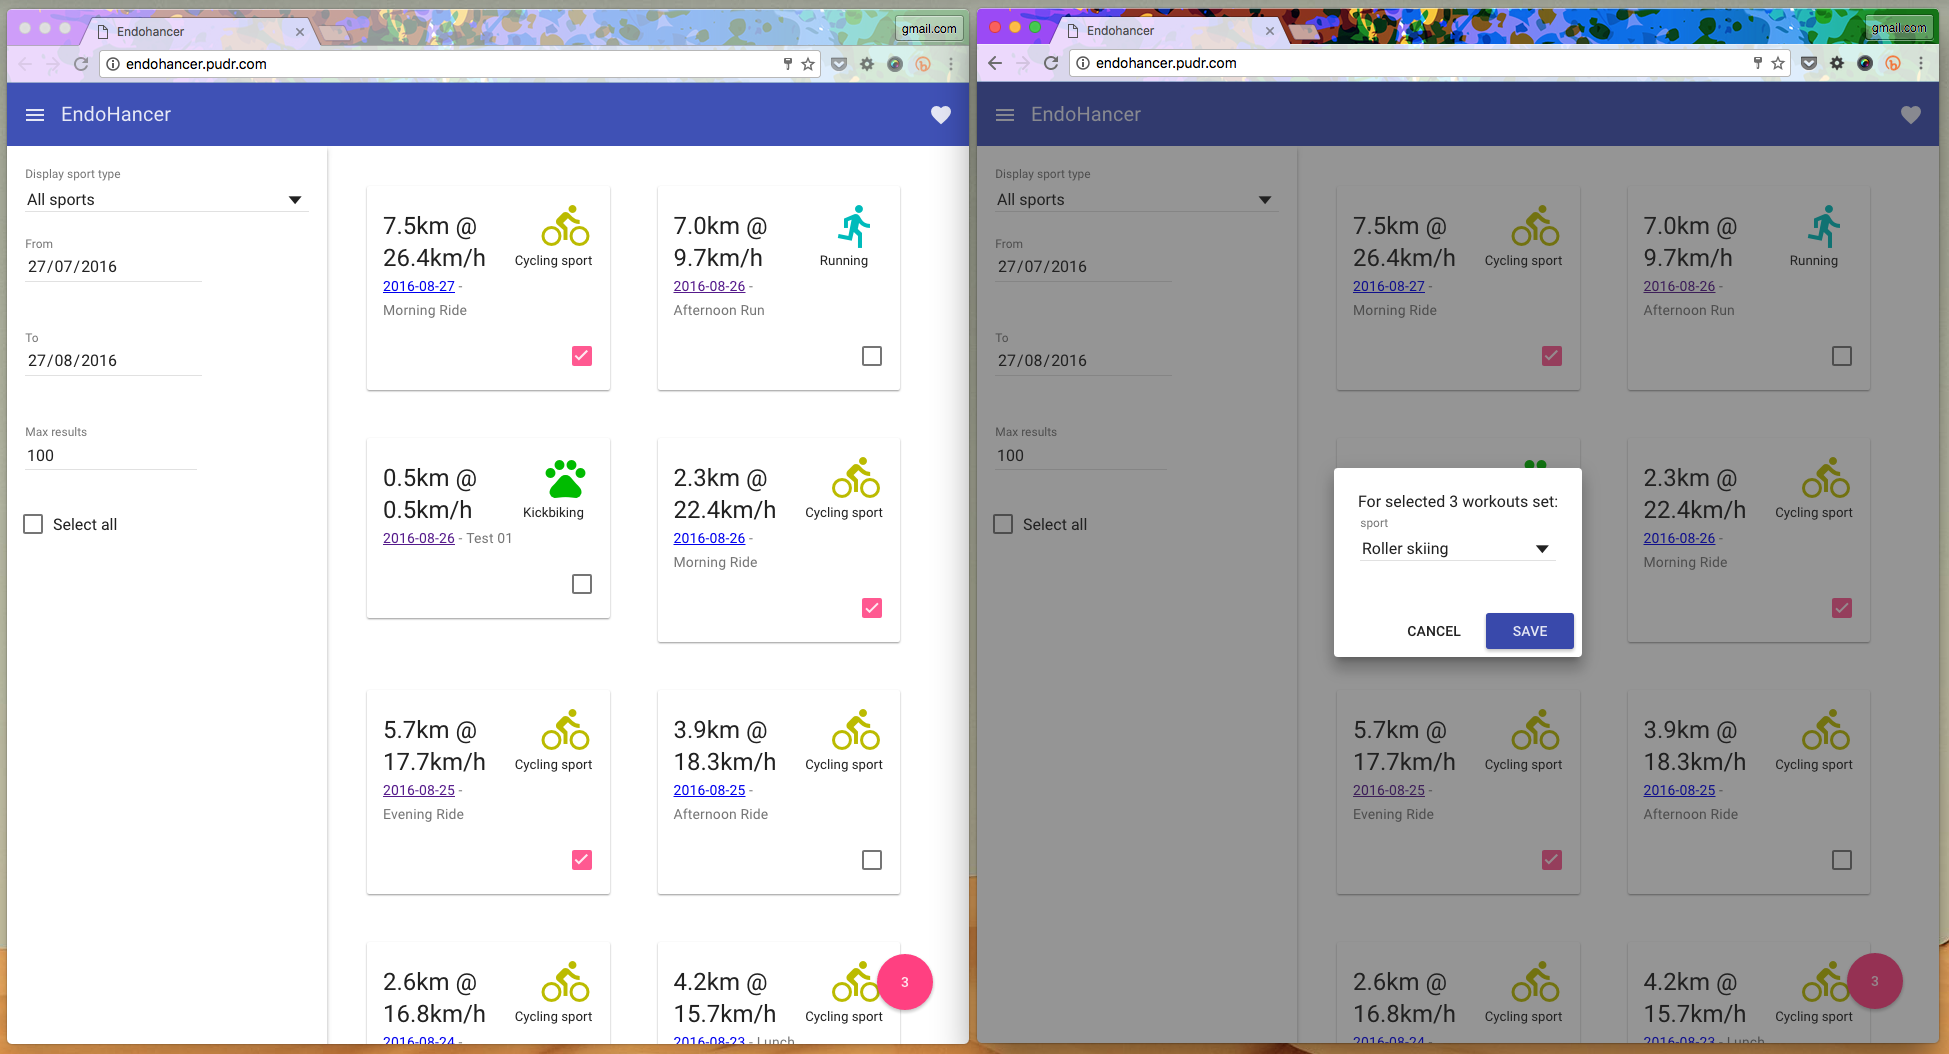 Endohancer
gmail.com
endohancer.pudr.com
EndoHancer
Display sport type
All sports
From
27/07/2016
To
27/08/2016
Max results
100
Select all
7.5km @
26.4km/h
Cycling sport
2016-08-27 -
Morning Ride
7.0km @
9.7km/h
Running
2016-08-26 -
Afternoon Run
0.5km @
0.5km/h
Kickbiking
2016-08-26 - Test 01
2.3km @
22.4km/h
Cycling sport
2016-08-26 -
Morning Ride
5.7km @
17.7km/h
Cycling sport
2016-08-25 -
Evening Ride
3.9km @
18.3km/h
Cycling sport
2016-08-25 -
Afternoon Ride
2.6km @
16.8km/h
Cycling sport
2016-08-24 -
4.2km @
15.7km/h
Cycling sport
2016-08-23 - Lunch
3
Endohancer
gmail.com
endohancer.pudr.com
EndoHancer
Display sport type
All sports
From
27/07/2016
To
27/08/2016
Max results
100
Select all
7.5km @
26.4km/h
Cycling sport
2016-08-27 -
Morning Ride
7.0km @
9.7km/h
Running
2016-08-26 -
Afternoon Run
For selected 3 workouts set:
sport
Roller skiing
CANCEL
SAVE
2.3km @
22.4km/h
Cycling sport
2016-08-26 -
Morning Ride
5.7km @
17.7km/h
Cycling sport
2016-08-25 -
Evening Ride
3.9km @
18.3km/h
Cycling sport
2016-08-25 -
Afternoon Ride
2.6km @
16.8km/h
Cycling sport
2016-08-24 -
4.2km @
15.7km/h
Cycling sport
2016-08-23 - Lunch
3